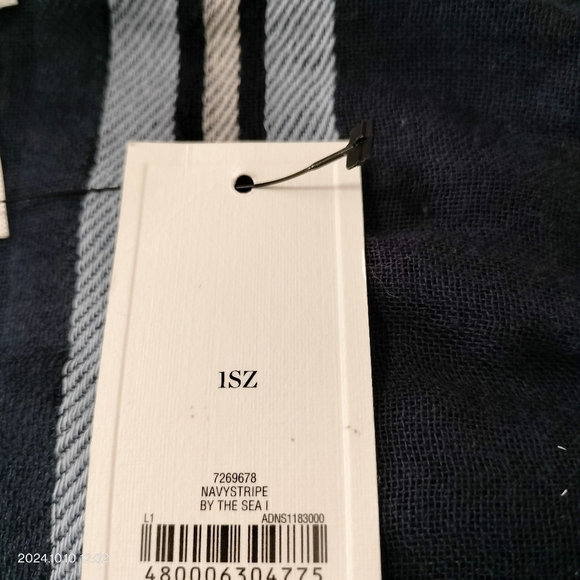 1SZ
7269678
NAVYSTRIPE
BY THE SEA I
L1 ADNS1183000
480006304775